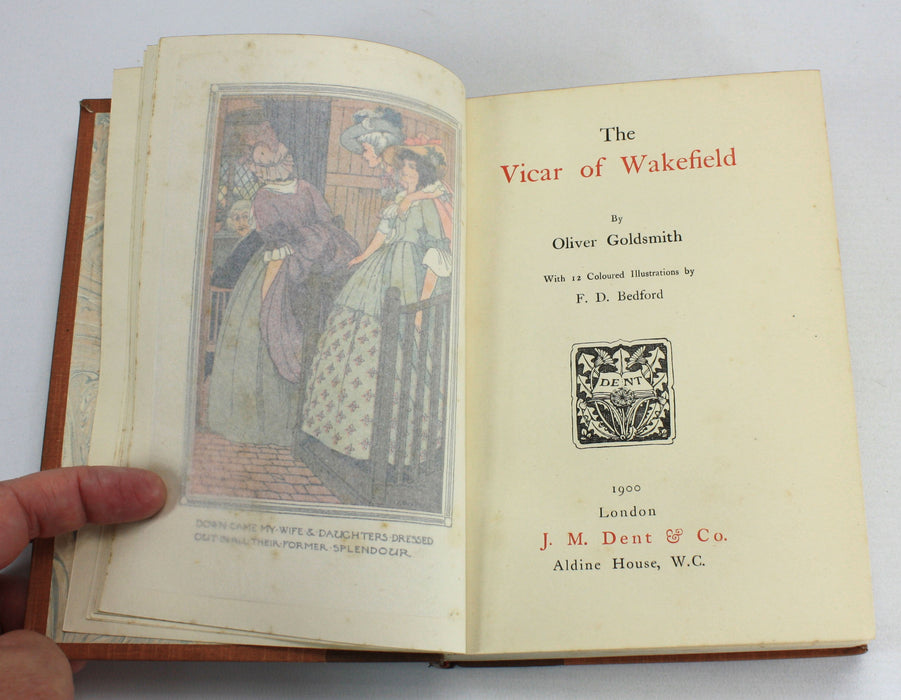 DOWN·CAME·MY·WIFE·&·DAUGHTERS·DRESSED
OUT·IN·ALL·THEIR·FORMER·SPLENDOUR
The
Vicar of Wakefield
By
Oliver Goldsmith
With 12 Coloured Illustrations by
F. D. Bedford
DENT
1900
London
J. M. Dent & Co.
Aldine House, W.C.